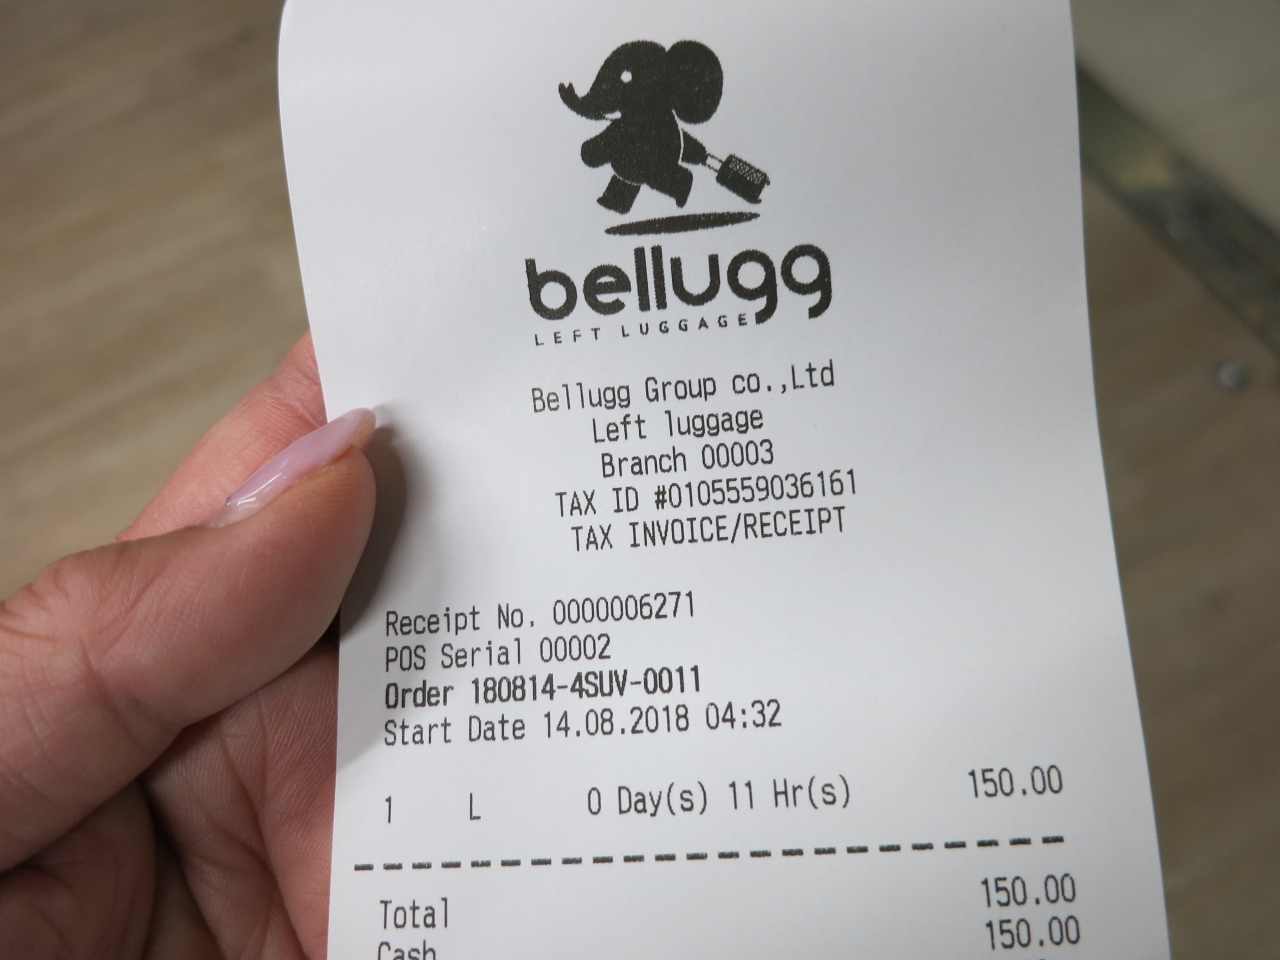 bellugg
LEFT LUGGAGE
Bellugg Group co.,Ltd
Left luggage
Branch 00003
TAX ID #0105559036161
TAX INVOICE/RECEIPT
Receipt No. 0000006271
POS Serial 00002
Order 180814-4SUV-0011
Start Date 14.08.2018 04:32
1 L 0 Day(s) 11 Hr(s) 150.00
Total 150.00
Cash 150.00